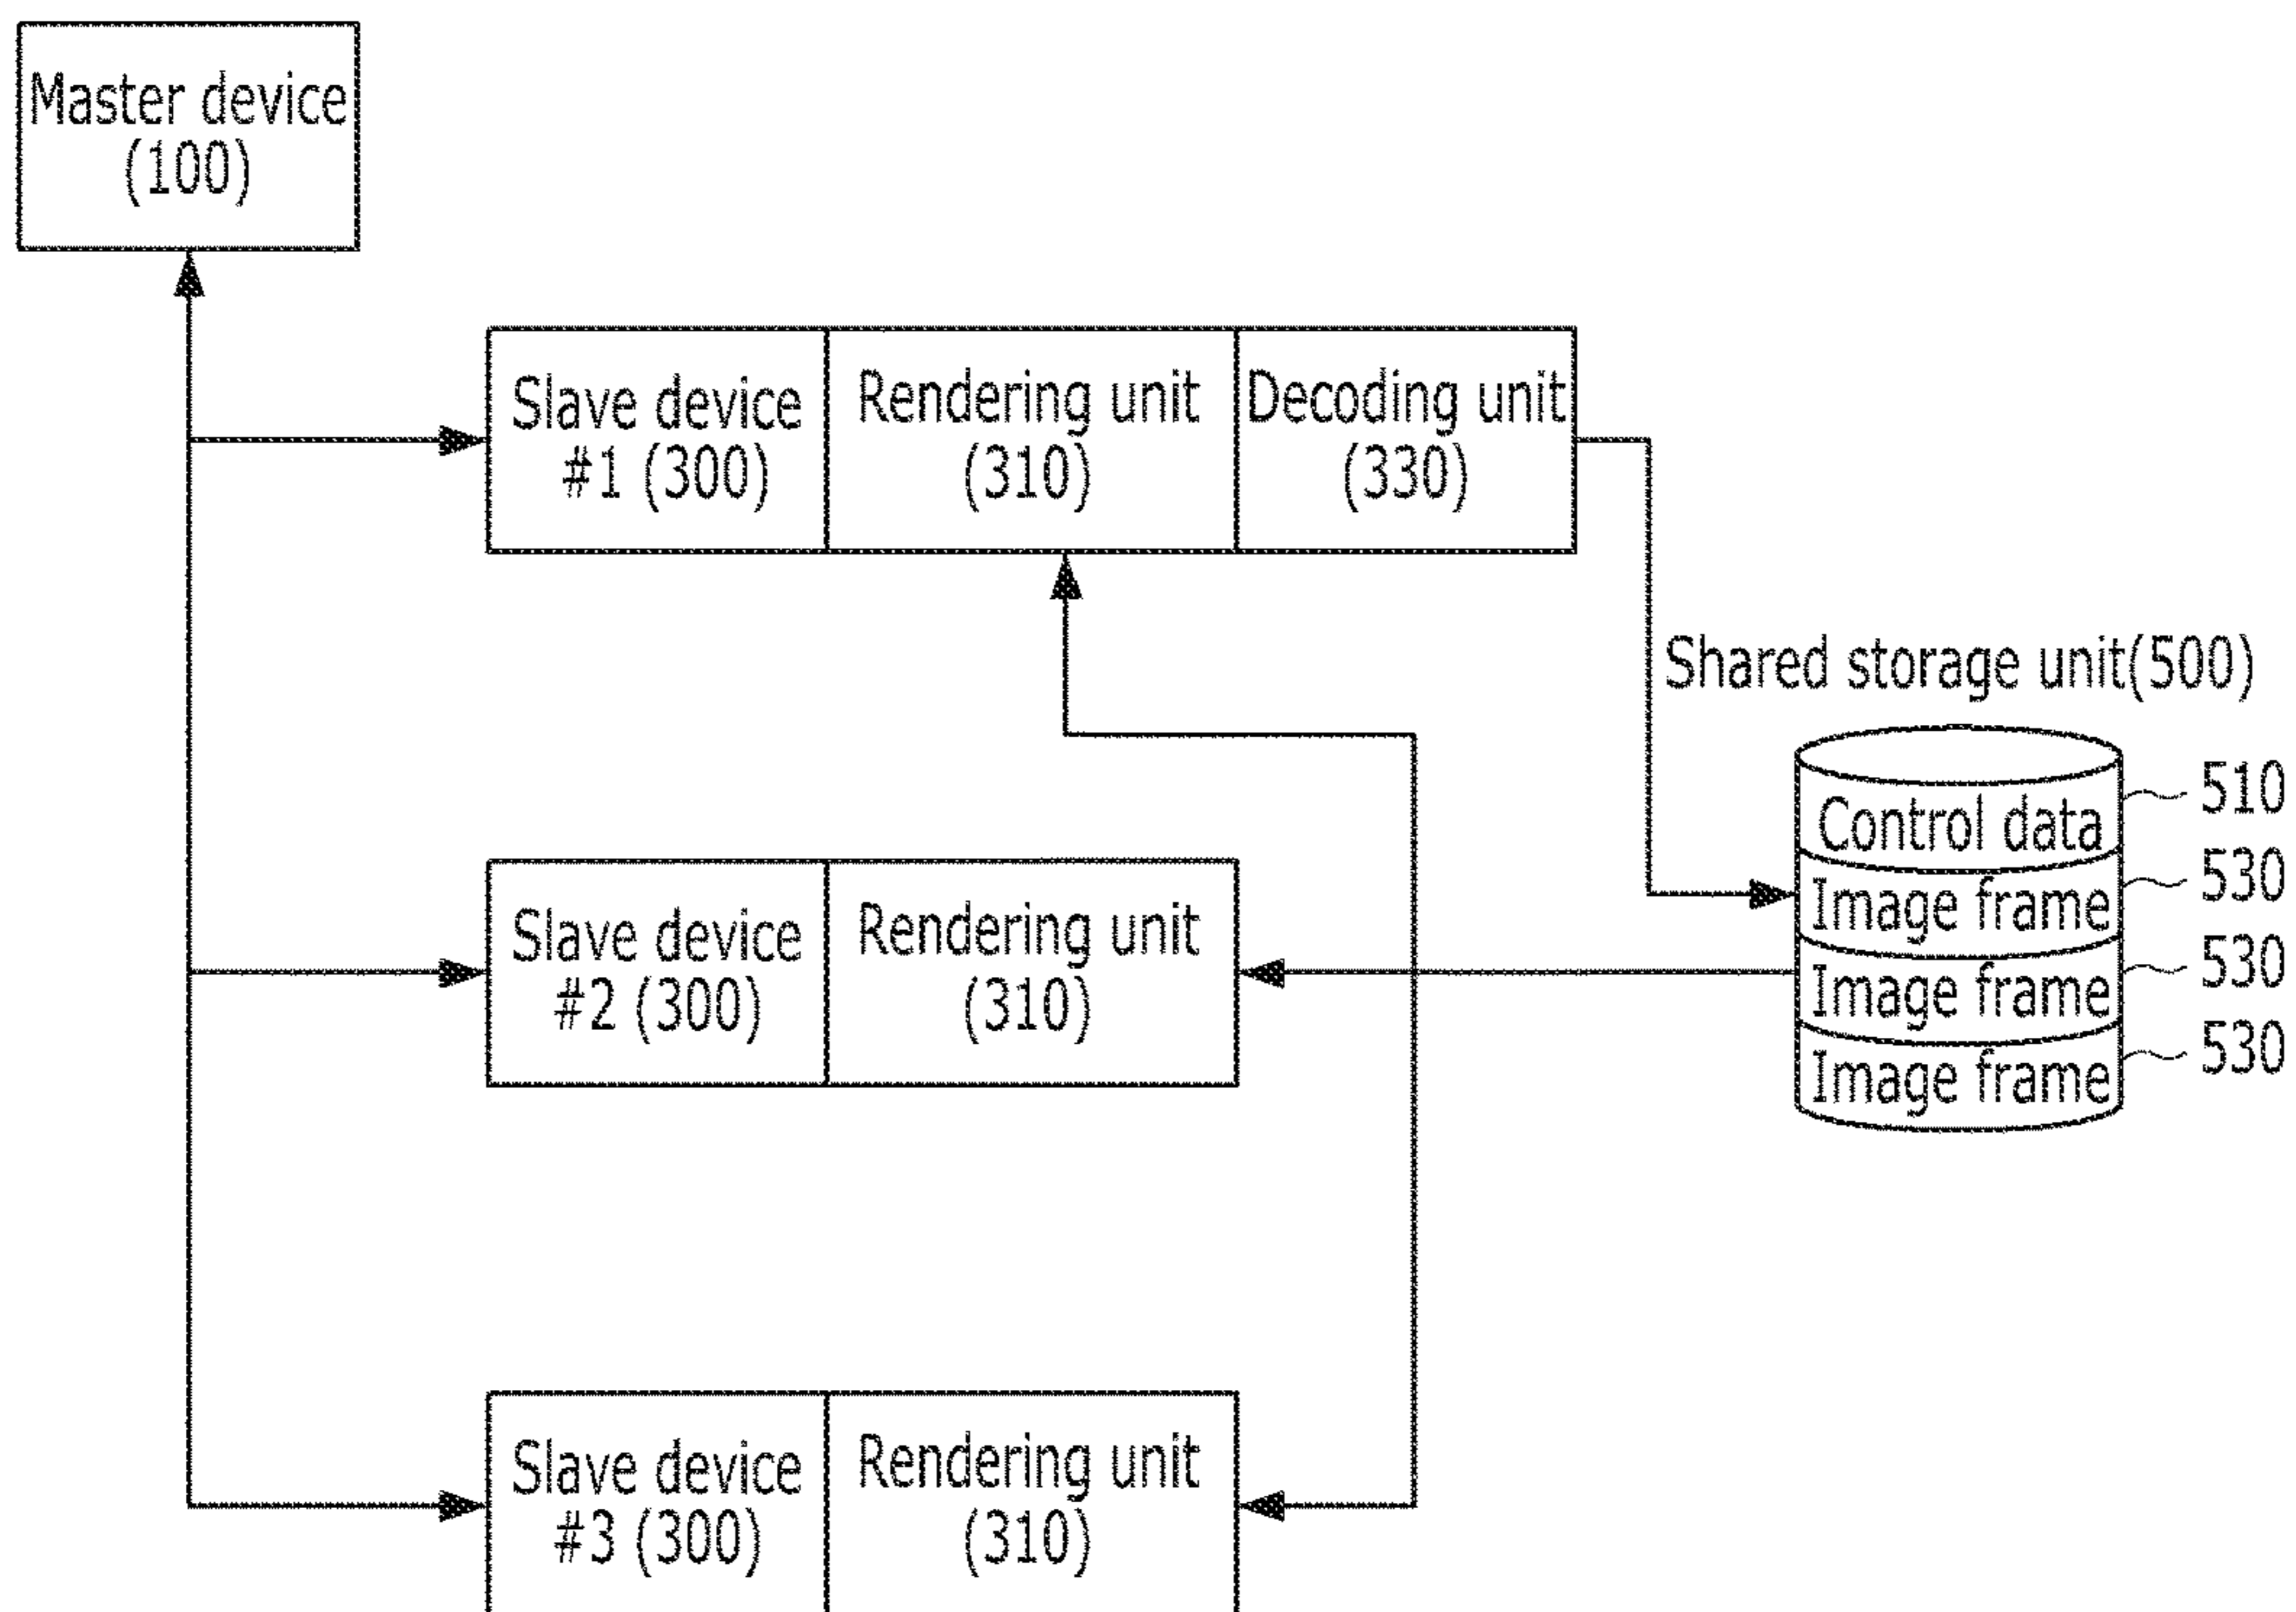 Master device
(100)
Slave device
#1 (300)
Rendering unit
(310)
Decoding unit
(330)
Shared storage unit(500)
Control data
510
Image frame
530
Image frame
530
Image frame
530
Slave device
#2 (300)
Rendering unit
(310)
Slave device
#3 (300)
Rendering unit
(310)